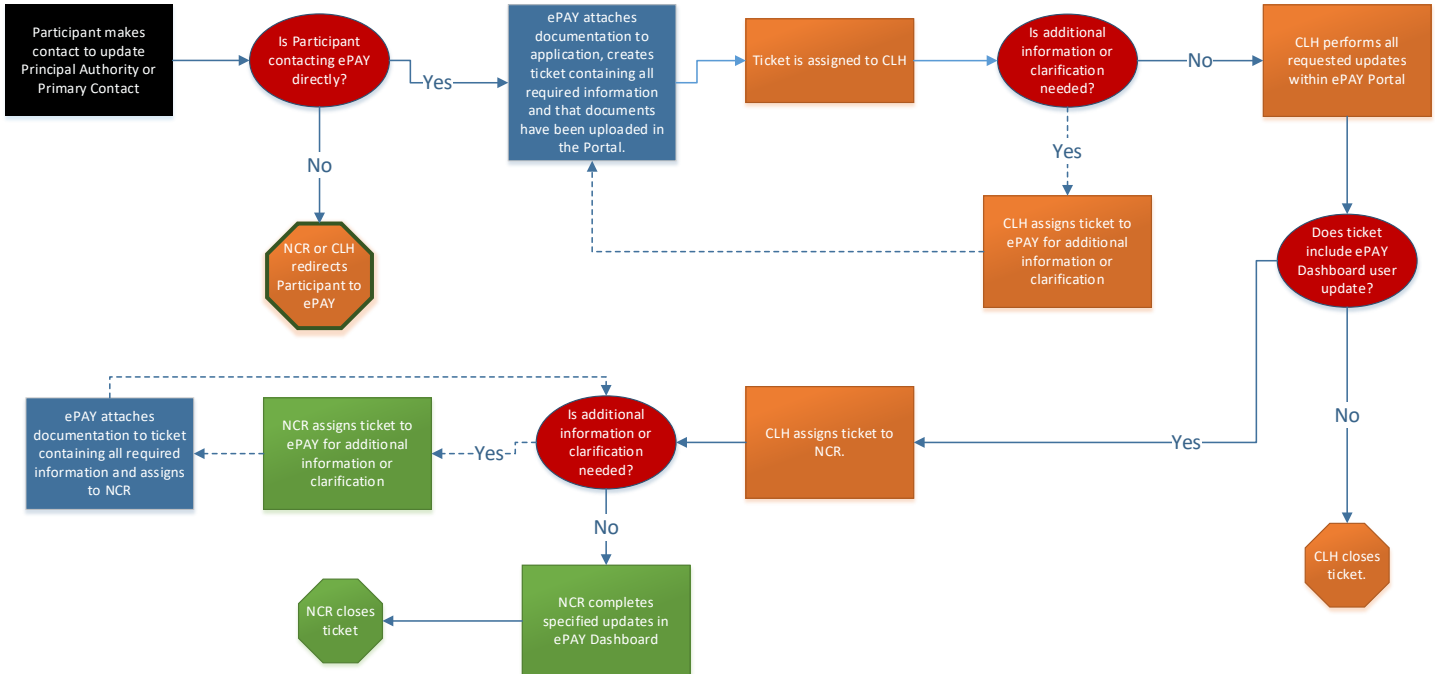 Participant makes
contact to update
Principal Authority or
Primary Contact
Is Participant
contacting ePAY
directly?
Yes
No
NCR or CLH
redirects
Participant to
ePAY
ePAY attaches
documentation to
application, creates
ticket containing all
required information
and that documents
have been uploaded in
the Portal.
Ticket is assigned to CLH
Is additional
information or
clarification
needed?
No
Yes
CLH assigns ticket to
ePAY for additional
information or
clarification
CLH performs all
requested updates
within ePAY Portal
Does ticket
include ePAY
Dashboard user
update?
No
Yes
CLH closes
ticket.
CLH assigns ticket to
NCR.
Is additional
information or
clarification
needed?
Yes
NCR assigns ticket to
ePAY for additional
information or
clarification
ePAY attaches
documentation to ticket
containing all required
information and assigns
to NCR
No
NCR completes
specified updates in
ePAY Dashboard
NCR closes
ticket